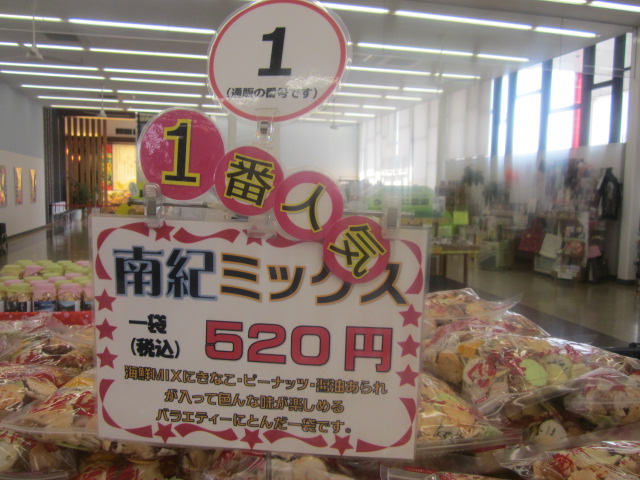 1
(通販の番号です)
1番人気
南紀ミックス
一袋
(税込)
520円
海鮮MIXにきなこ・ピーナッツ・醤油あられ
が入って色んな味が楽しめる
バラエティーにとんだ一袋です。